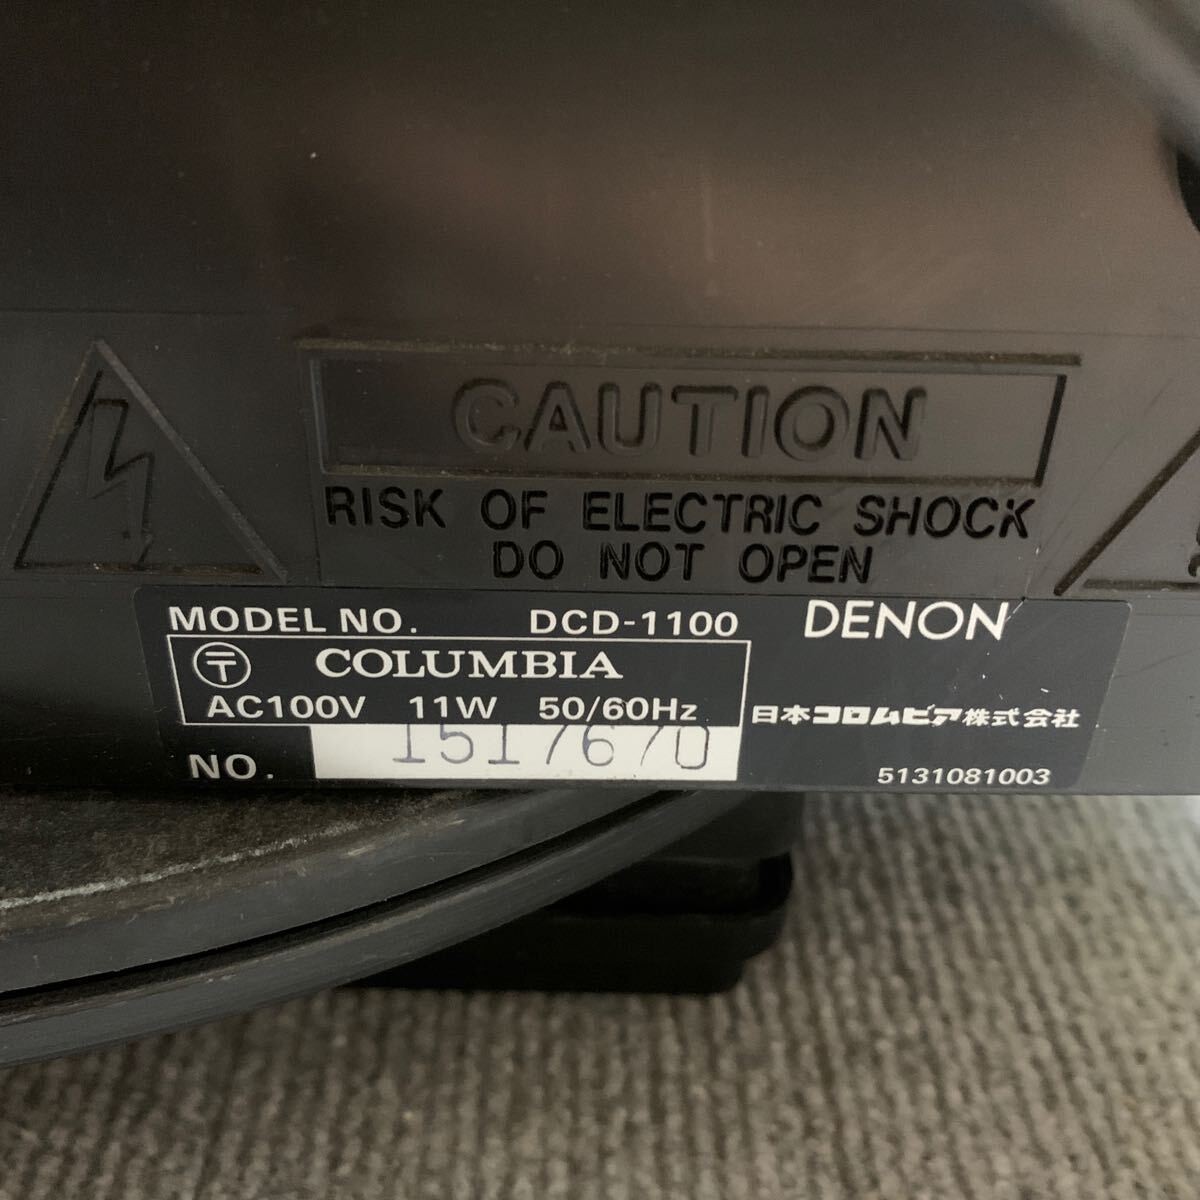 CAUTION
RISK OF ELECTRIC SHOCK
DO NOT OPEN
MODEL NO. DCD-1100 DENON
〒 COLUMBIA
AC100V 11W 50/60Hz 日本コロムビア株式会社
NO. 1517670
5131081003